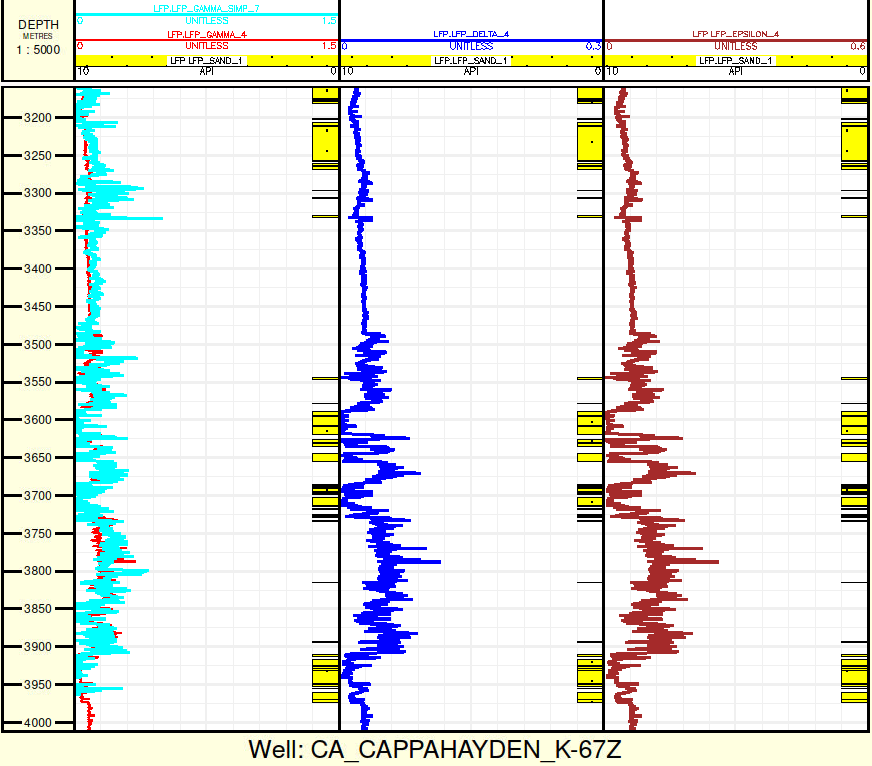 LFP.LFP_GAMMA_SIMP_7
0 UNITLESS 1.5
DEPTH
METRES
1 : 5000
LFP.LFP_GAMMA_4
0 UNITLESS 1.5
LFP.LFP_SAND_1
10 API 0
LFP.LFP_DELTA_4
0 UNITLESS 0.3
LFP.LFP_SAND_1
10 API 0
LFP.LFP_EPSILON_4
0 UNITLESS 0.6
LFP.LFP_SAND_1
10 API 0
3200
3250
3300
3350
3400
3450
3500
3550
3600
3650
3700
3750
3800
3850
3900
3950
4000
Well: CA_CAPPAHAYDEN_K-67Z